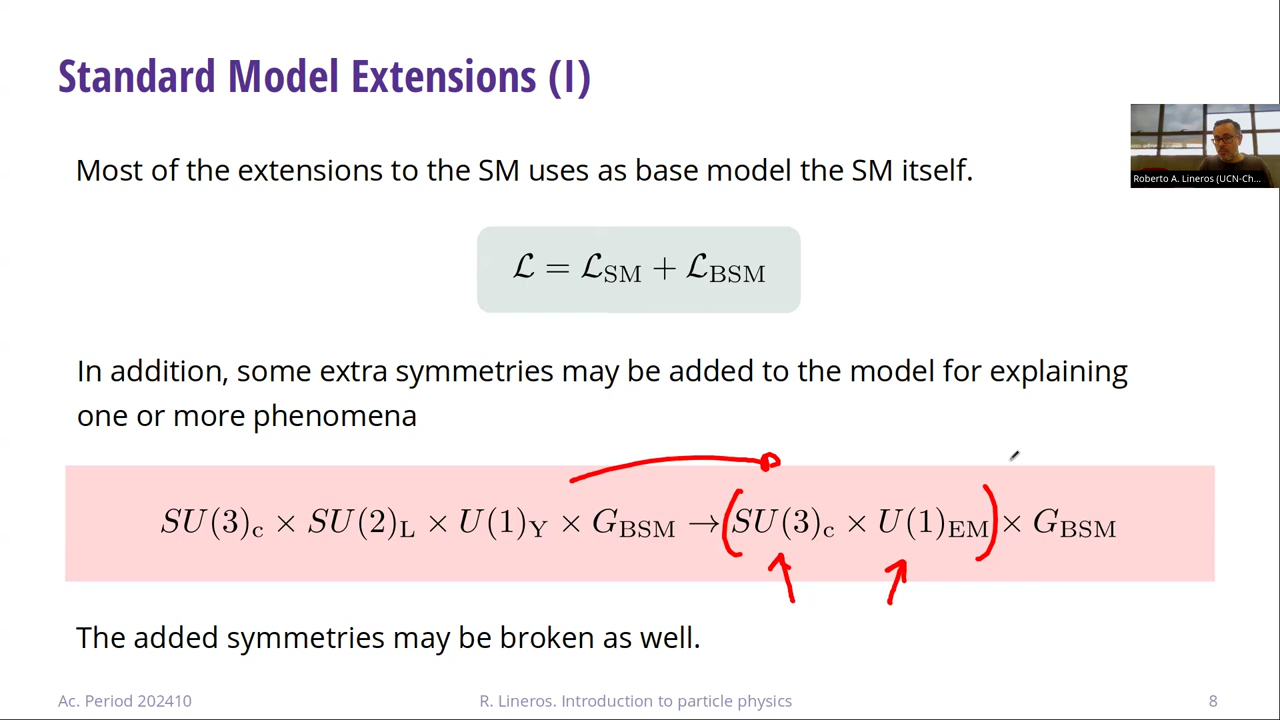 Standard Model Extensions (I)
Most of the extensions to the SM uses as base model the SM itself.
Roberto A. Lineros (UCN-Ch...
ℒ = ℒ_SM + ℒ_BSM
In addition, some extra symmetries may be added to the model for explaining
one or more phenomena
SU(3)_c × SU(2)_L × U(1)_Y × G_BSM → SU(3)_c × U(1)_EM × G_BSM
The added symmetries may be broken as well.
Ac. Period 202410 R. Lineros. Introduction to particle physics 8